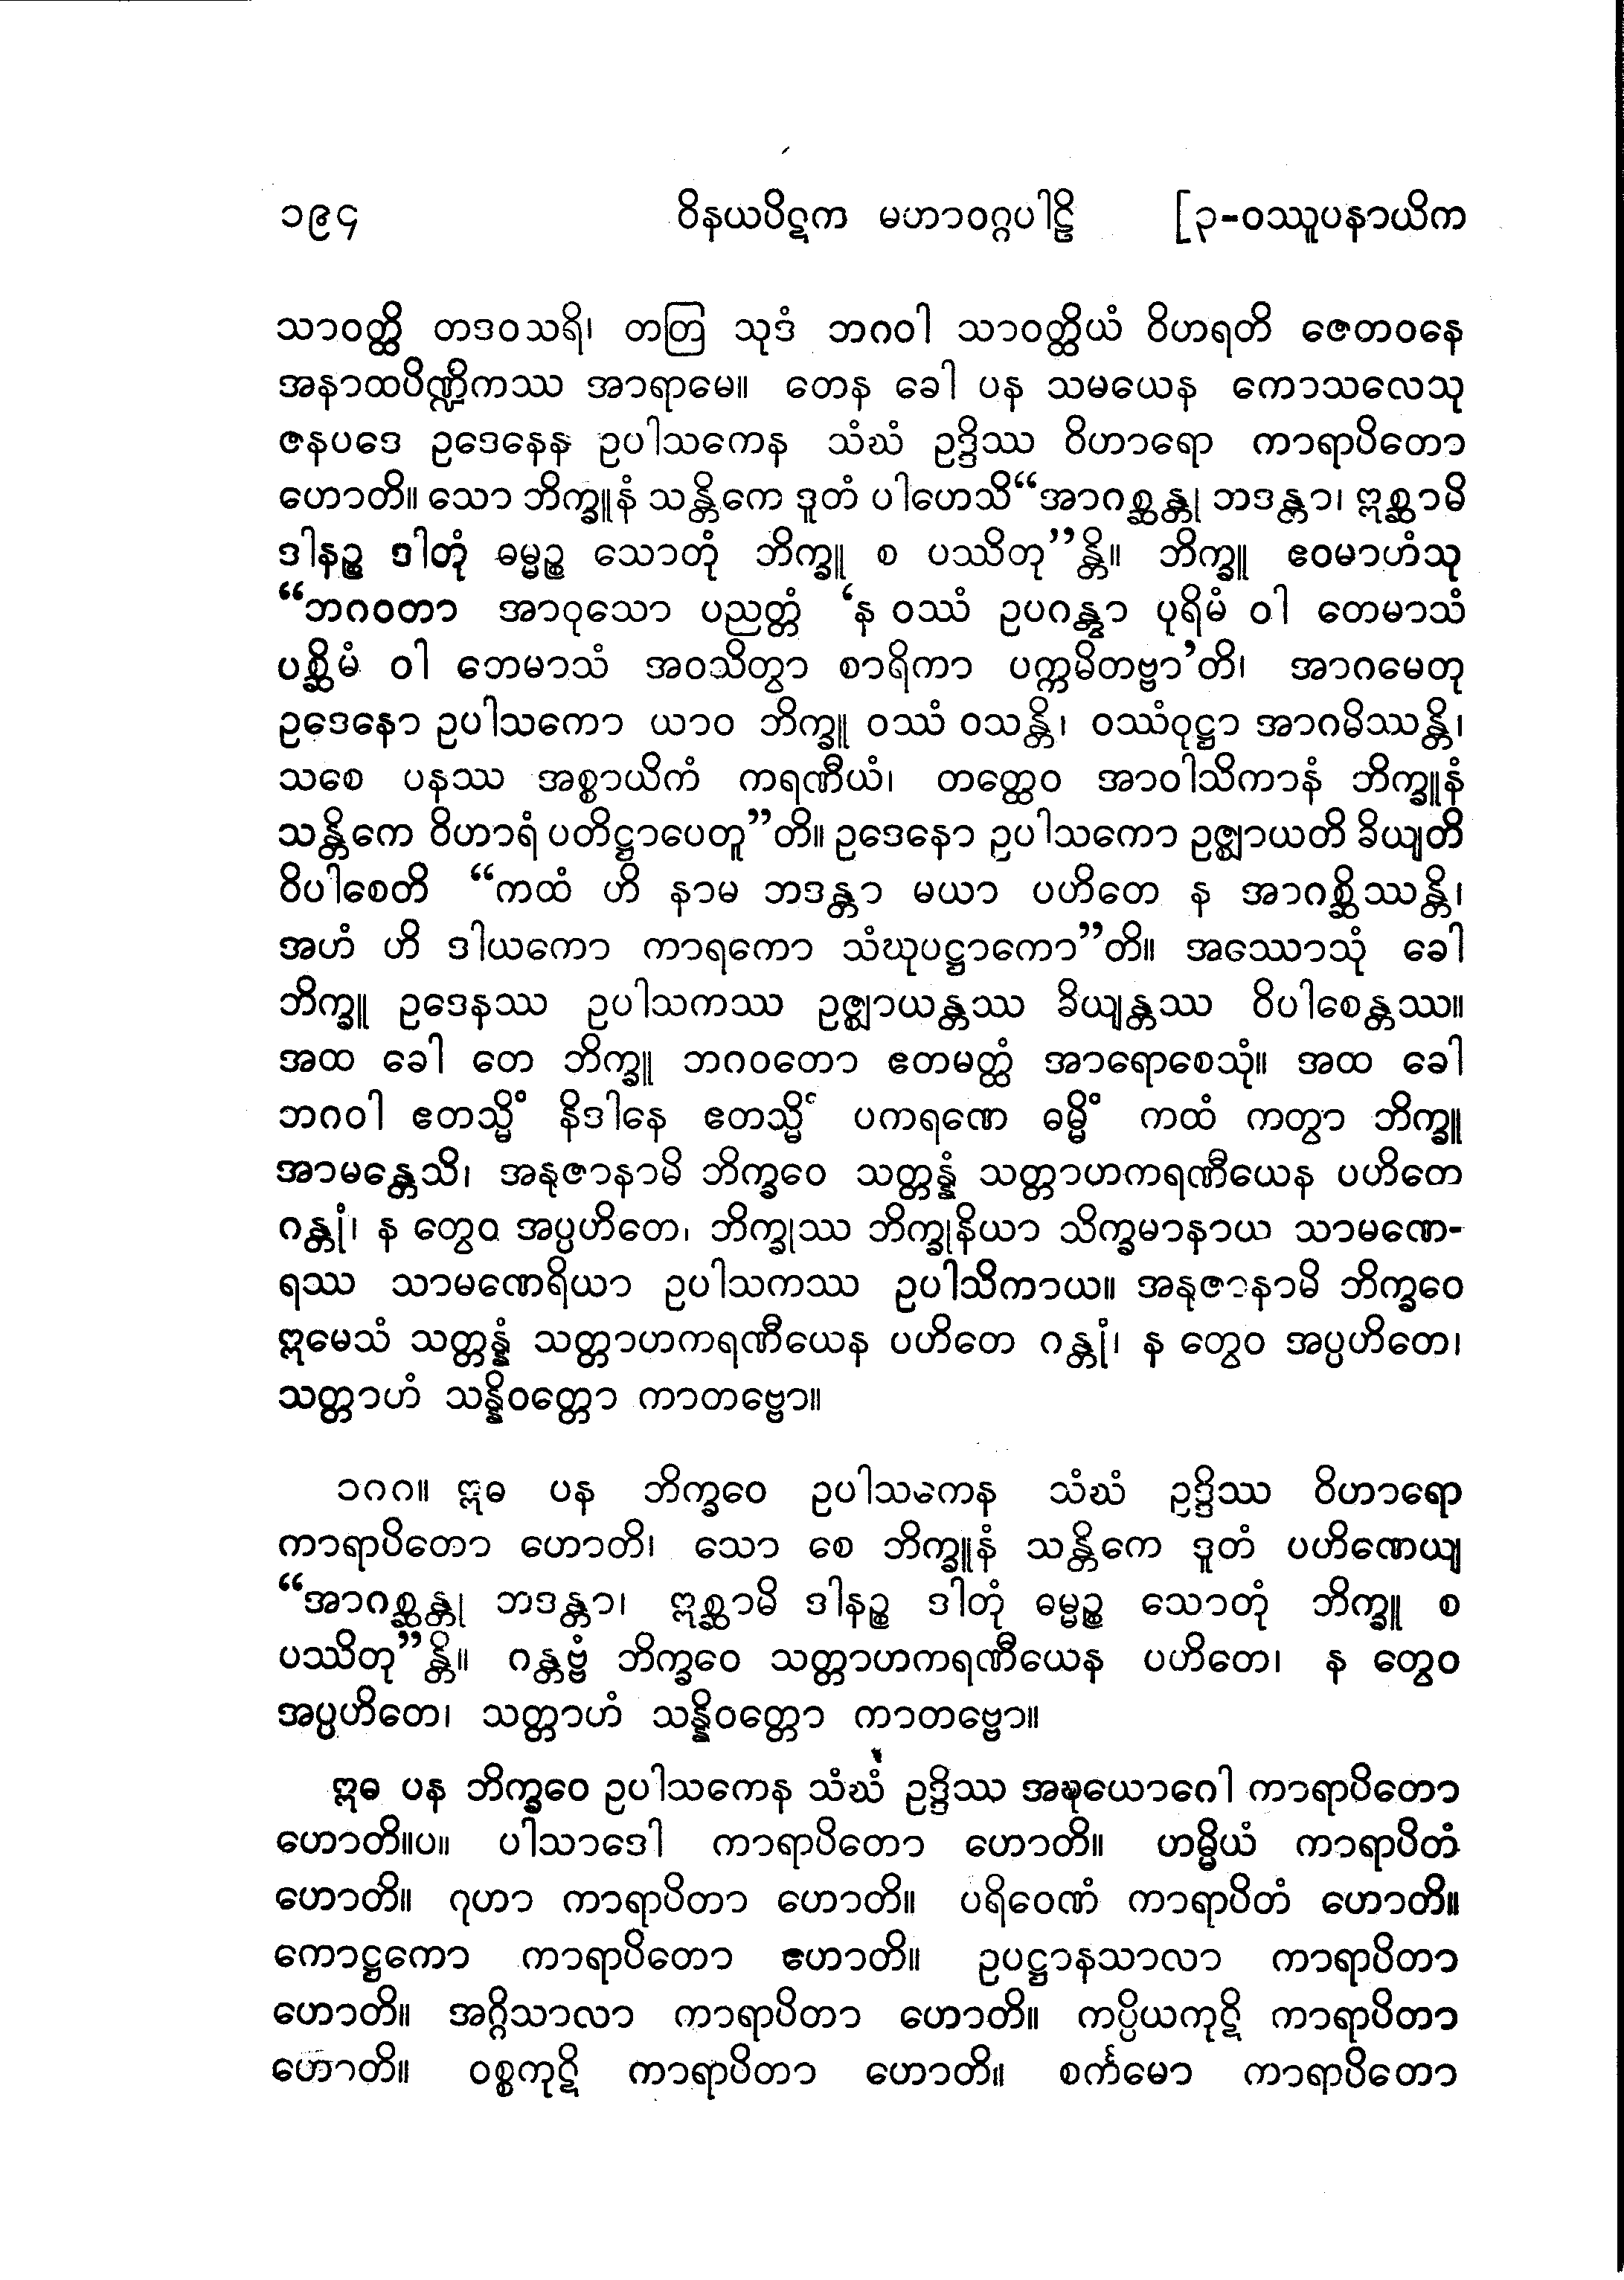 ၁၉၄ ဝိနယပိဋက မဟာဝဂ္ဂပါဠိ [၃-ဝဿူပနာယိက
သာဝတ္ထိ တဒဝသရိ၊ တတြ သုဒံ ဘဂဝါ သာဝတ္ထိယံ ဝိဟရတိ ဇေတဝနေ
အနာထပိဏ္ဍိကဿ အာရာမေ။ တေန ခေါ ပန သမယေန ကောသလေသု
ဇနပဒေ ဥဒေနေန ဥပါသကေန သံဃံ ဥဒ္ဒိဿ ဝိဟာရော ကာရာပိတော
ဟောတိ။ သော ဘိက္ခူနံ သန္တိကေ ဒူတံ ပါဟေသိ“အာဂစ္ဆန္တု ဘဒန္တာ၊ ဣစ္ဆာမိ
ဒါနဉ္စ ဒါတုံ ဓမ္မဉ္စ သောတုံ ဘိက္ခူ စ ပဿိတု”န္တိ။ ဘိက္ခူ ဧဝမာဟံသု
“ဘဂဝတာ အာဝုသော ပညတ္တံ ‘န ဝဿံ ဥပဂန္တွာ ပုရိမံ ဝါ တေမာသံ
ပစ္ဆိမံ ဝါ တေမာသံ အဝသိတွာ စာရိကာ ပက္ကမိတဗ္ဗာ’တိ၊ အာဂမေတု
ဥဒေနော ဥပါသကော ယာဝ ဘိက္ခူ ဝဿံ ဝသန္တိ၊ ဝဿံဝုဋ္ဌာ အာဂမိဿန္တိ၊
သစေ ပနဿ အစ္စာယိကံ ကရဏီယံ၊ တတ္ထေဝ အာဝါသိကာနံ ဘိက္ခူနံ
သန္တိကေ ဝိဟာရံ ပတိဋ္ဌာပေတူ”တိ။ ဥဒေနော ဥပါသကော ဥဇ္ဈာယတိ ခိယျတိ
ဝိပါစေတိ “ကထံ ဟိ နာမ ဘဒန္တာ မယာ ပဟိတေ န အာဂစ္ဆိဿန္တိ၊
အဟံ ဟိ ဒါယကော ကာရကော သံဃုပဋ္ဌာကော”တိ။ အဿောသုံ ခေါ
ဘိက္ခူ ဥဒေနဿ ဥပါသကဿ ဥဇ္ဈာယန္တဿ ခိယျန္တဿ ဝိပါစေန္တဿ။
အထ ခေါ တေ ဘိက္ခူ ဘဂဝတော ဧတမတ္ထံ အာရောစေသုံ။ အထ ခေါ
ဘဂဝါ ဧတသ္မိံ နိဒါနေ ဧတသ္မိံ ပကရဏေ ဓမ္မိံ ကထံ ကတွာ ဘိက္ခူ
အာမန္တေသိ၊ အနုဇာနာမိ ဘိက္ခဝေ သတ္တန္နံ သတ္တာဟကရဏီယေန ပဟိတေ
ဂန္တုံ၊ န တွေဝ အပ္ပဟိတေ၊ ဘိက္ခုဿ ဘိက္ခုနိယာ သိက္ခမာနာယ သာမဏေ-
ရဿ သာမဏေရိယာ ဥပါသကဿ ဥပါသိကာယ။ အနုဇာနာမိ ဘိက္ခဝေ
ဣမေသံ သတ္တန္နံ သတ္တာဟကရဏီယေန ပဟိတေ ဂန္တုံ၊ န တွေဝ အပ္ပဟိတေ၊
သတ္တာဟံ သန္နိဝတ္တော ကာတဗ္ဗော။
၁၈၈။ ဣဓ ပန ဘိက္ခဝေ ဥပါသကေန သံဃံ ဥဒ္ဒိဿ ဝိဟာရော
ကာရာပိတော ဟောတိ၊ သော စေ ဘိက္ခူနံ သန္တိကေ ဒူတံ ပဟိဏေယျ
“အာဂစ္ဆန္တု ဘဒန္တာ၊ ဣစ္ဆာမိ ဒါနဉ္စ ဒါတုံ ဓမ္မဉ္စ သောတုံ ဘိက္ခူ စ
ပဿိတု”န္တိ။ ဂန္တဗ္ဗံ ဘိက္ခဝေ သတ္တာဟကရဏီယေန ပဟိတေ၊ န တွေဝ
အပ္ပဟိတေ၊ သတ္တာဟံ သန္နိဝတ္တော ကာတဗ္ဗော။
ဣဓ ပန ဘိက္ခဝေ ဥပါသကေန သံဃံ ဥဒ္ဒိဿ အဍ္ဎယောဂေါ ကာရာပိတော
ဟောတိ။ပ။ ပါသာဒေါ ကာရာပိတော ဟောတိ။ ဟမ္မိယံ ကာရာပိတံ
ဟောတိ။ ဂုဟာ ကာရာပိတာ ဟောတိ။ ပရိဝေဏံ ကာရာပိတံ ဟောတိ။
ကောဋ္ဌကော ကာရာပိတော ဟောတိ။ ဥပဋ္ဌာနသာလာ ကာရာပိတာ
ဟောတိ။ အဂ္ဂိသာလာ ကာရာပိတာ ဟောတိ။ ကပ္ပိယကုဋိ ကာရာပိတာ
ဟောတိ။ ဝစ္စကုဋိ ကာရာပိတာ ဟောတိ။ စင်္ကမော ကာရာပိတော